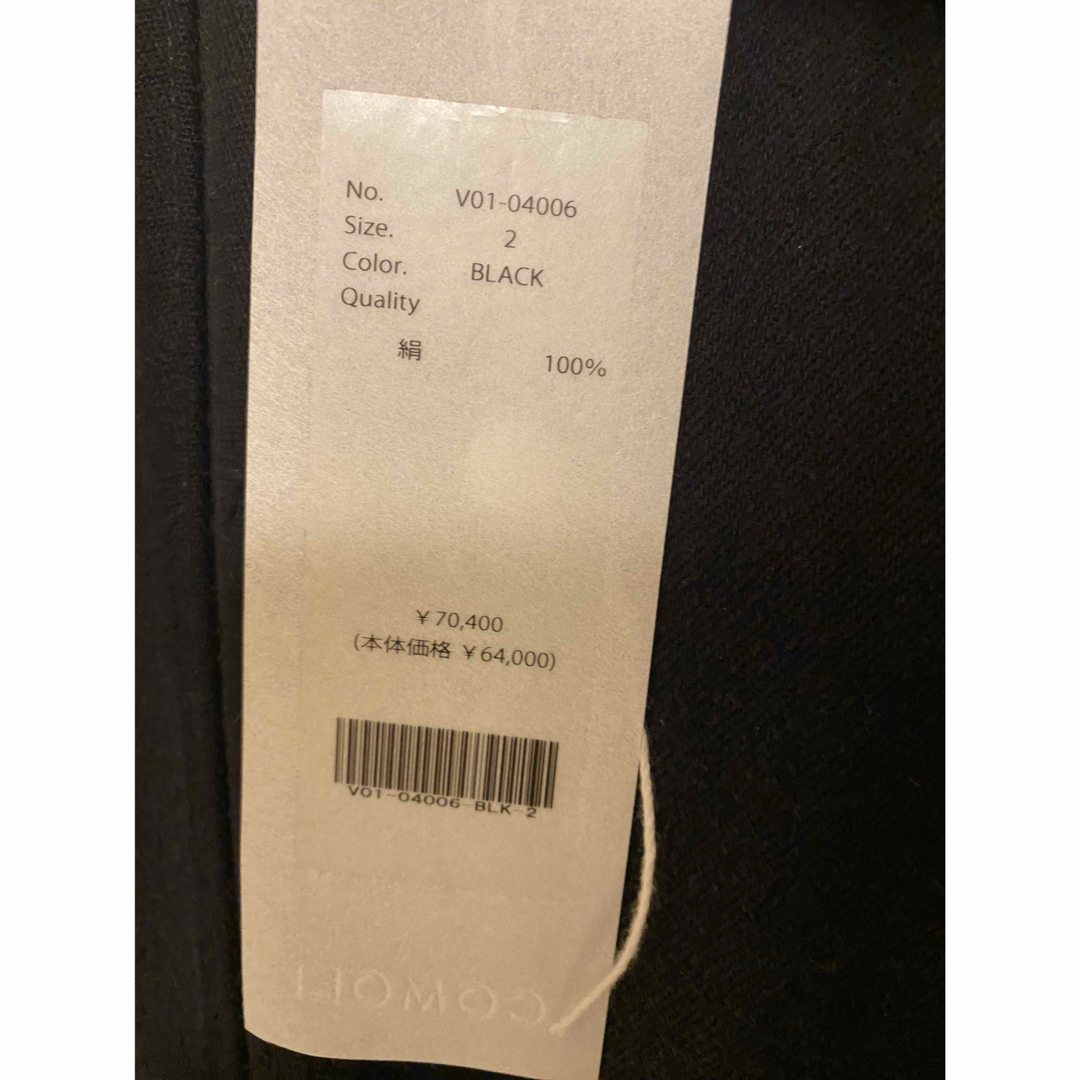 No. V01-04006
Size. 2
Color. BLACK
Quality
絹 100%
¥70,400
(本体価格 ¥64,000)
V01-04006-BLK-2
COMOLI